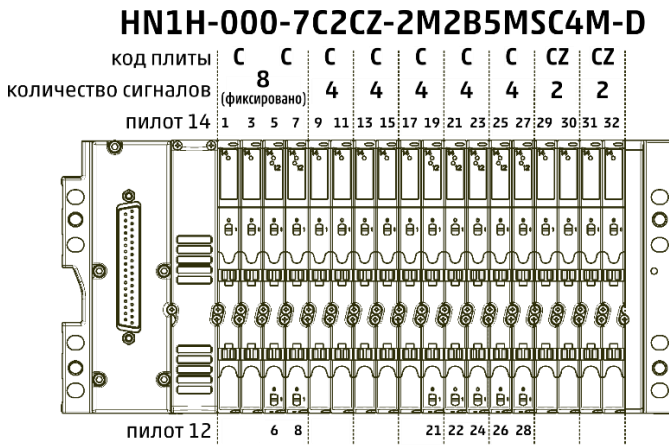 HN1H-000-7C2CZ-2M2B5MSC4M-D
код плиты C C C C C C C CZ CZ
количество сигналов 8 (фиксировано) 4 4 4 4 4 2 2
пилот 14 1 3 5 7 9 11 13 15 17 19 21 23 25 27 29 30 31 32
пилот 12 6 8 21 22 24 26 28